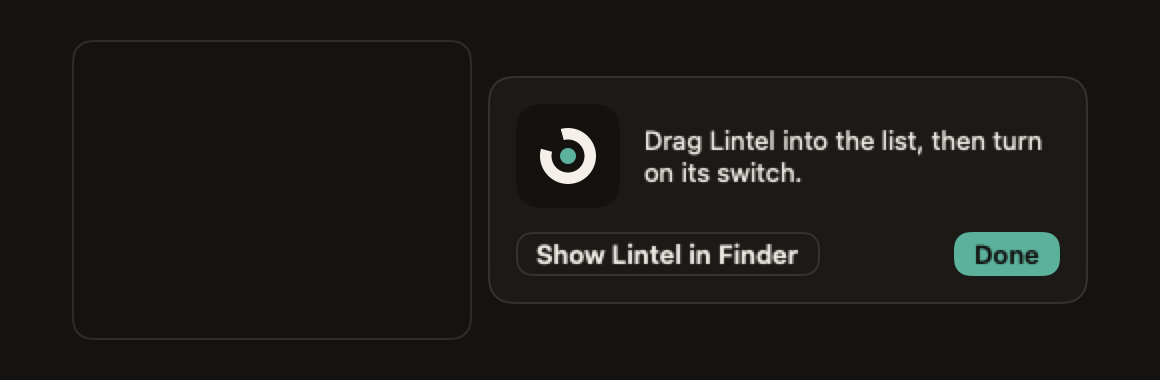 Drag Lintel into the list, then turn
on its switch.
Show Lintel in Finder
Done